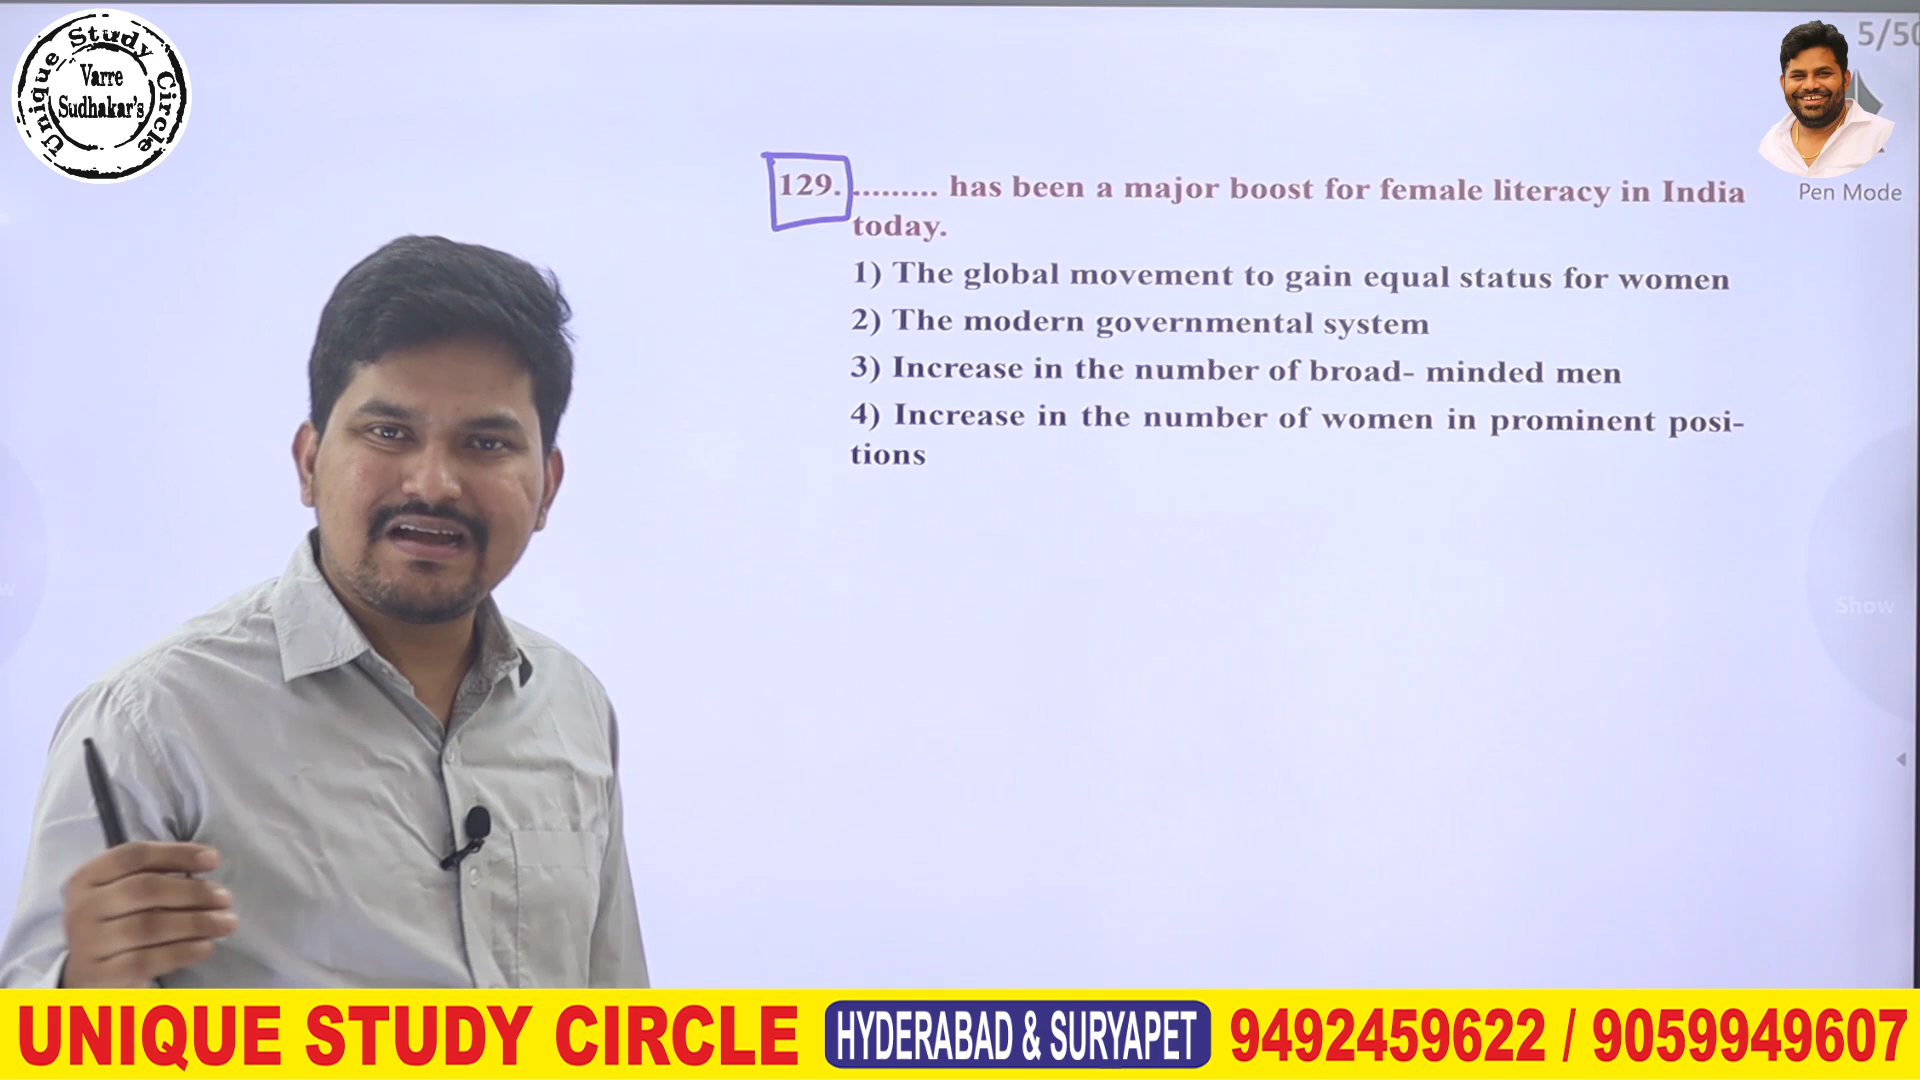 Unique Study Circle
Varre
Sudhakar's
5/50
Pen Mode
129. ......... has been a major boost for female literacy in India
today.
1) The global movement to gain equal status for women
2) The modern governmental system
3) Increase in the number of broad- minded men
4) Increase in the number of women in prominent posi-
tions
Show
UNIQUE STUDY CIRCLE HYDERABAD & SURYAPET 9492459622 / 9059949607